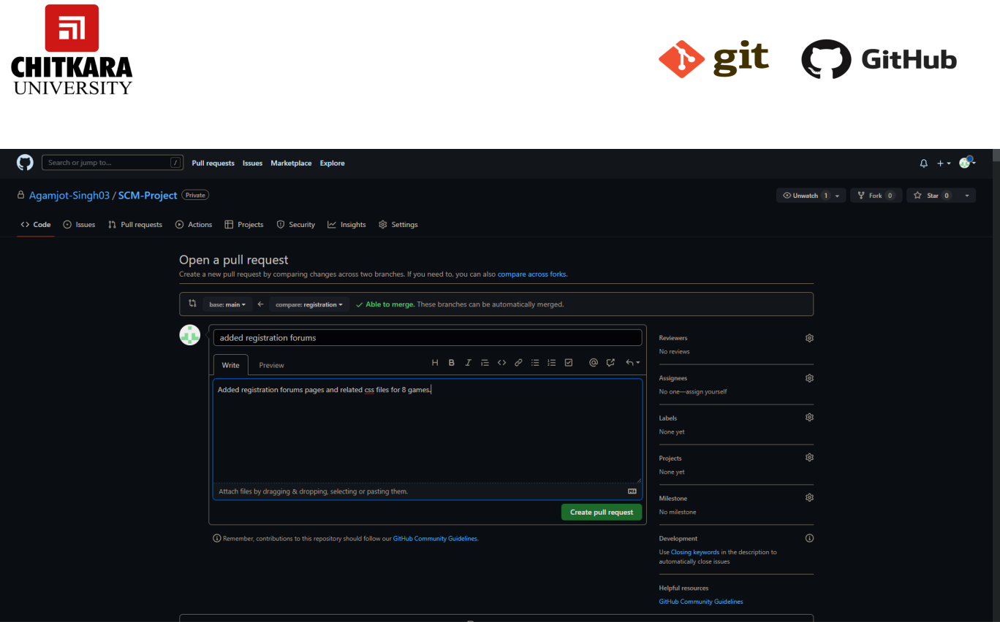 CHITKARA
UNIVERSITY
git
GitHub
Search or jump to... /
Pull requests Issues Marketplace Explore
Agamjot-Singh03 / SCM-Project Private
Unwatch 1 Fork 0 Star 0
<> Code Issues Pull requests Actions Projects Security Insights Settings
Open a pull request
Create a new pull request by comparing changes across two branches. If you need to, you can also compare across forks.
base: main ← compare: registration ✓ Able to merge. These branches can be automatically merged.
added registration forums
Write Preview H B I <> @
Added registration forums pages and related css files for 8 games.
Attach files by dragging & dropping, selecting or pasting them.
Create pull request
Remember, contributions to this repository should follow our GitHub Community Guidelines.
Reviewers
No reviews
Assignees
No one—assign yourself
Labels
None yet
Projects
None yet
Milestone
No milestone
Development
Use Closing keywords in the description to
automatically close issues
Helpful resources
GitHub Community Guidelines